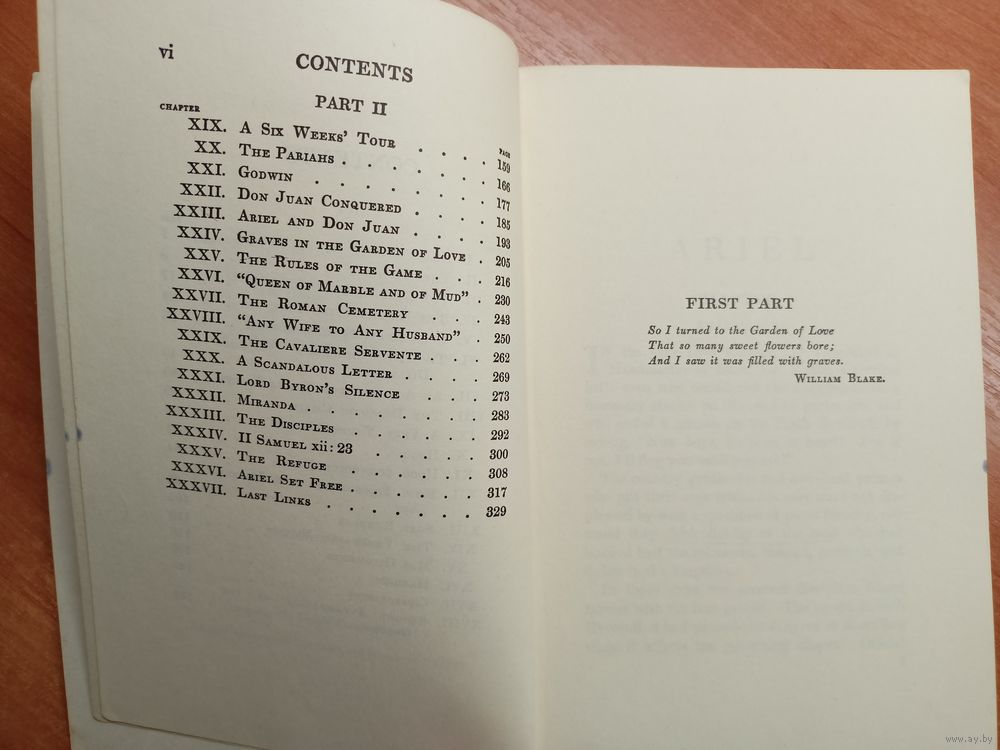 vi
CONTENTS
PART II
CHAPTER PAGE
XIX. A Six Weeks' Tour . . . . 159
XX. The Pariahs . . . . . . . 166
XXI. Godwin . . . . . . . 177
XXII. Don Juan Conquered . . . . 185
XXIII. Ariel and Don Juan . . . . 193
XXIV. Graves in the Garden of Love . 205
XXV. The Rules of the Game . . . 216
XXVI. "Queen of Marble and of Mud" . 230
XXVII. The Roman Cemetery . . . 243
XXVIII. "Any Wife to Any Husband" . 250
XXIX. The Cavaliere Servente . . . 262
XXX. A Scandalous Letter . . . . 269
XXXI. Lord Byron's Silence . . . 273
XXXII. Miranda . . . . . . . 283
XXXIII. The Disciples . . . . . . 292
XXXIV. II Samuel xii: 23 . . . . . 300
XXXV. The Refuge . . . . . . 308
XXXVI. Ariel Set Free . . . . . . 317
XXXVII. Last Links . . . . . . . 329
FIRST PART
So I turned to the Garden of Love
That so many sweet flowers bore;
And I saw it was filled with graves.
William Blake.
www.ay.by